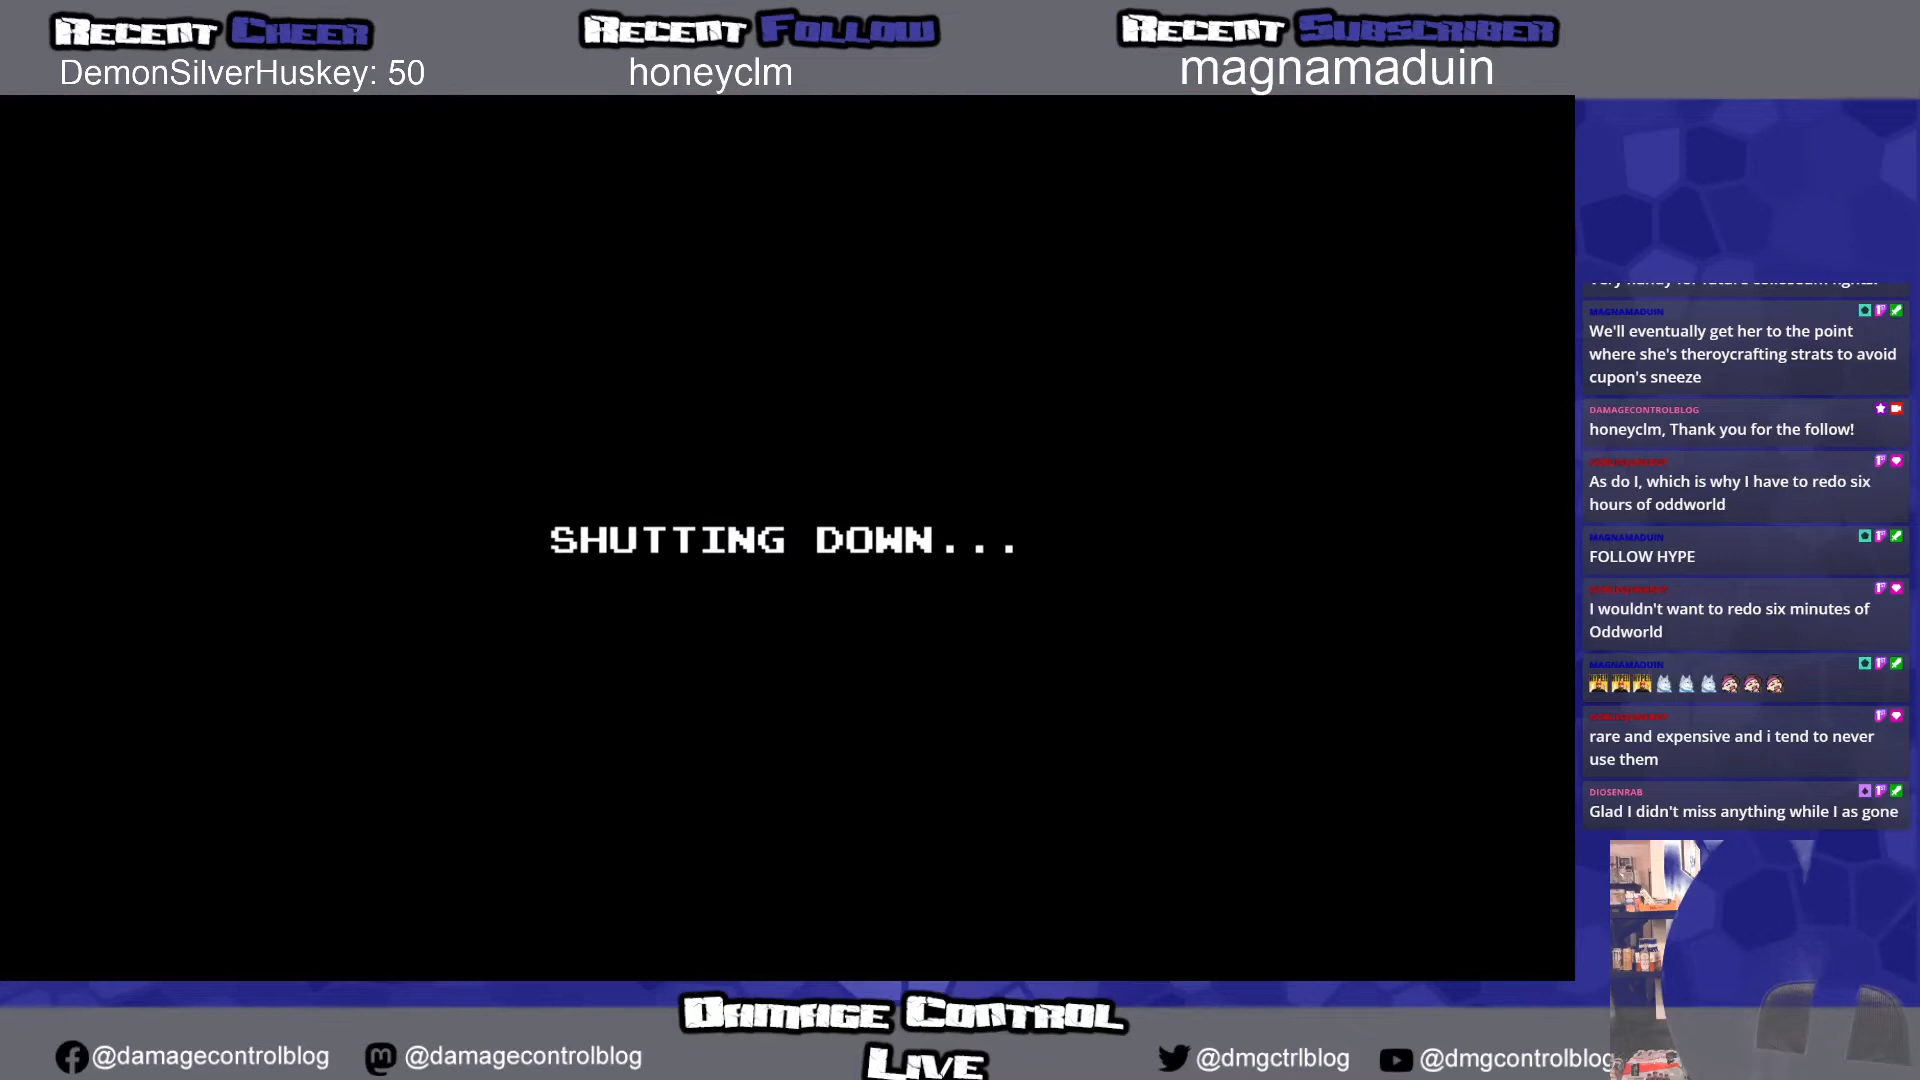 RECENT CHEER
DemonSilverHuskey: 50
RECENT FOLLOW
honeyclm
RECENT SUBSCRIBER
magnamaduin
SHUTTING DOWN...
MAGNAMADUIN
We'll eventually get her to the point
where she's theroycrafting strats to avoid
cupon's sneeze
DAMAGECONTROLBLOG
honeyclm, Thank you for the follow!
As do I, which is why I have to redo six
hours of oddworld
MAGNAMADUIN
FOLLOW HYPE
I wouldn't want to redo six minutes of
Oddworld
MAGNAMADUIN
rare and expensive and i tend to never
use them
DIOSENRAB
Glad I didn't miss anything while I as gone
DAMAGE CONTROL
LIVE
@damagecontrolblog
@damagecontrolblog
@dmgctrlblog
@dmgcontrolblog